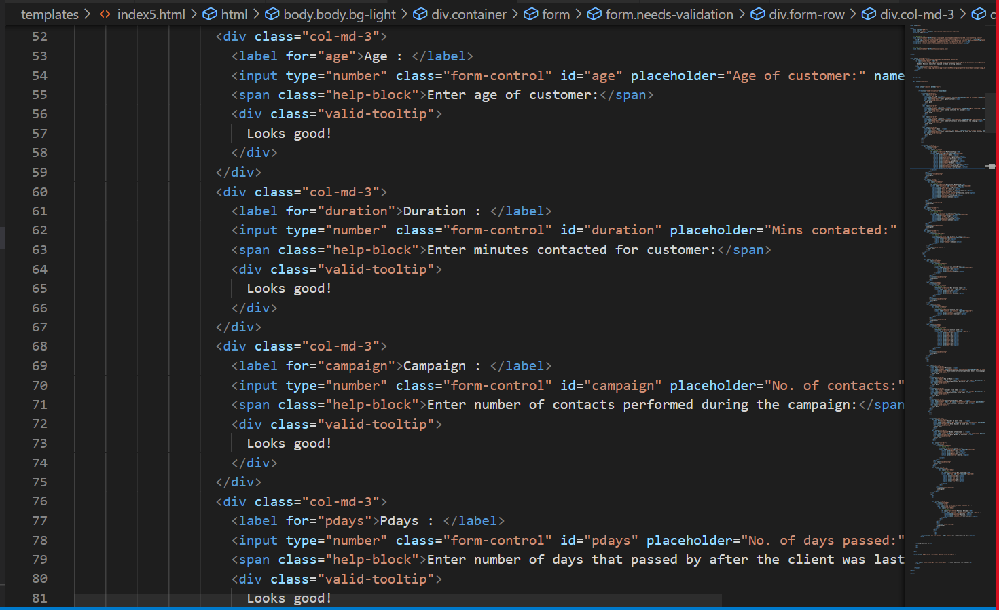 templates > index5.html > html > body.body.bg-light > div.container > form > form.needs-validation > div.form-row > div.col-md-3 > d
52 <div class="col-md-3">
53 <label for="age">Age : </label>
54 <input type="number" class="form-control" id="age" placeholder="Age of customer:" name
55 <span class="help-block">Enter age of customer:</span>
56 <div class="valid-tooltip">
57 Looks good!
58 </div>
59 </div>
60 <div class="col-md-3">
61 <label for="duration">Duration : </label>
62 <input type="number" class="form-control" id="duration" placeholder="Mins contacted:"
63 <span class="help-block">Enter minutes contacted for customer:</span>
64 <div class="valid-tooltip">
65 Looks good!
66 </div>
67 </div>
68 <div class="col-md-3">
69 <label for="campaign">Campaign : </label>
70 <input type="number" class="form-control" id="campaign" placeholder="No. of contacts:"
71 <span class="help-block">Enter number of contacts performed during the campaign:</span
72 <div class="valid-tooltip">
73 Looks good!
74 </div>
75 </div>
76 <div class="col-md-3">
77 <label for="pdays">Pdays : </label>
78 <input type="number" class="form-control" id="pdays" placeholder="No. of days passed:"
79 <span class="help-block">Enter number of days that passed by after the client was last
80 <div class="valid-tooltip">
81 Looks good!